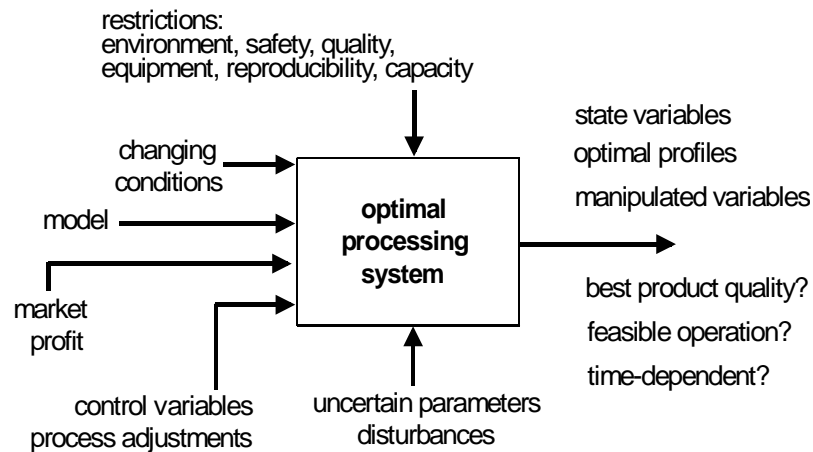 restrictions:
environment, safety, quality,
equipment, reproducibility, capacity
changing
conditions
model
market
profit
control variables
process adjustments
optimal
processing
system
uncertain parameters
disturbances
state variables
optimal profiles
manipulated variables
best product quality?
feasible operation?
time-dependent?